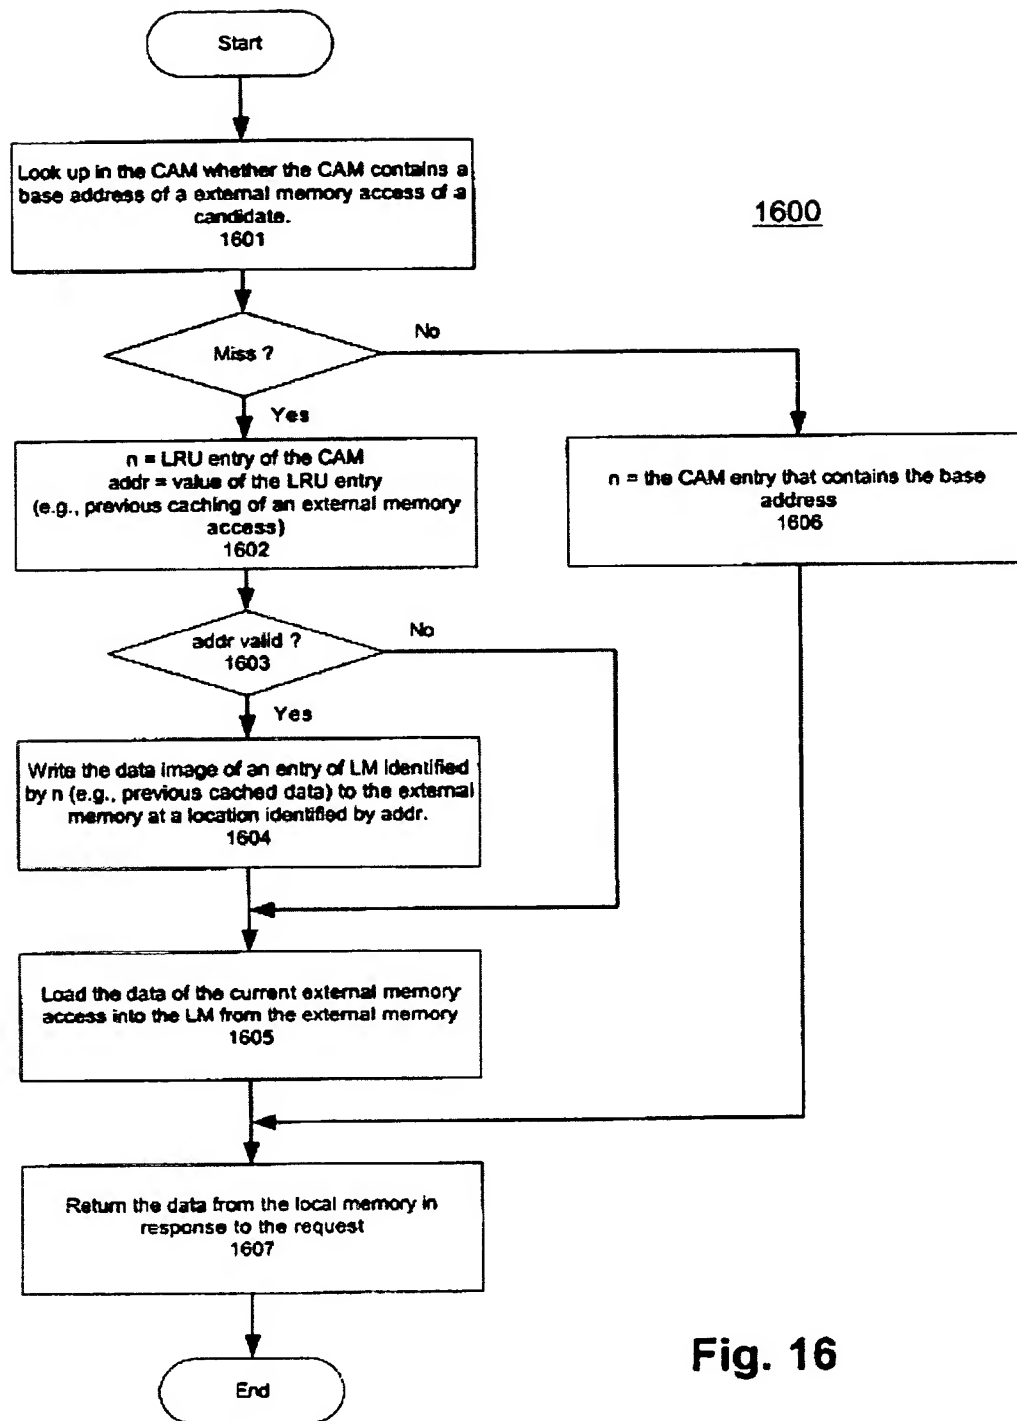 Start
Look up in the CAM whether the CAM contains a
base address of a external memory access of a
candidate.
1601
1600
Miss ?
No
Yes
n = LRU entry of the CAM
addr = value of the LRU entry
(e.g., previous caching of an external memory
access)
1602
n = the CAM entry that contains the base
address
1606
addr valid ?
1603
No
Yes
Write the data image of an entry of LM identified
by n (e.g., previous cached data) to the external
memory at a location identified by addr.
1604
Load the data of the current external memory
access into the LM from the external memory
1605
Return the data from the local memory in
response to the request
1607
End
Fig. 16